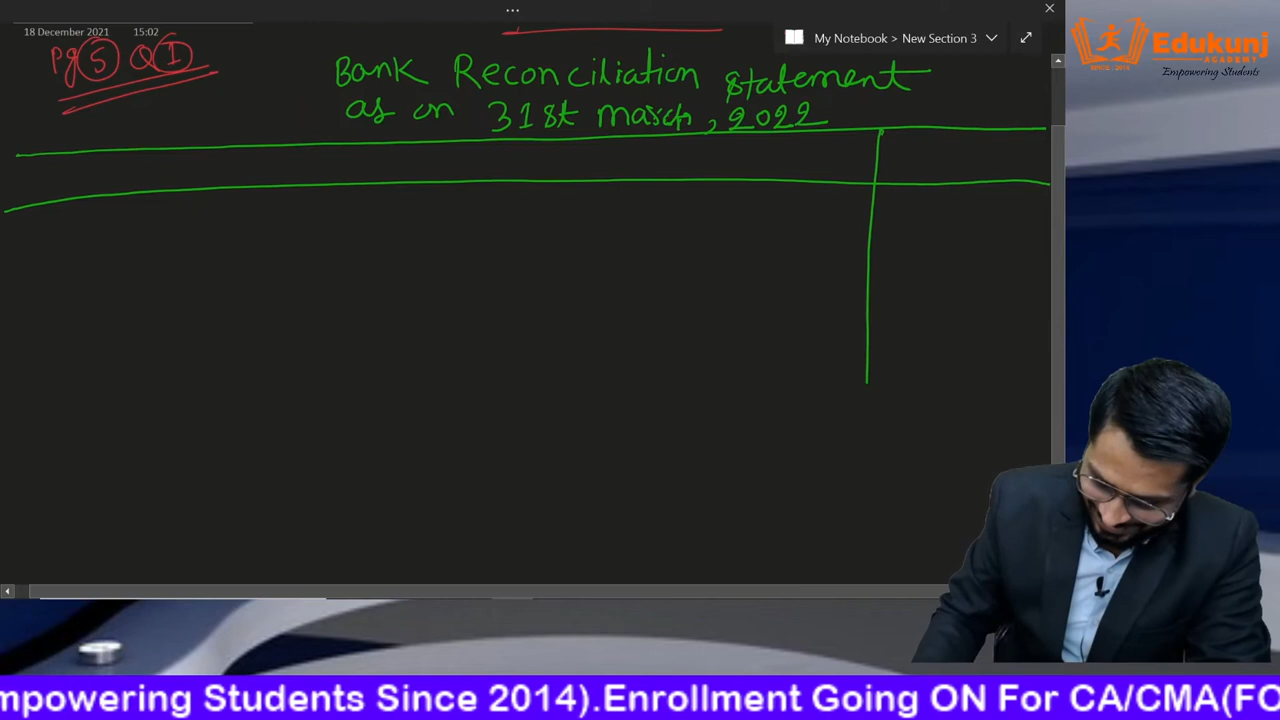 18 December 2021 15:02
My Notebook > New Section 3
Edukunj
ACADEMY
Empowering Students
Pg 5 Q 1
Bank Reconciliation statement
as on 31st march, 2022
mpowering Students Since 2014).Enrollment Going ON For CA/CMA(FO